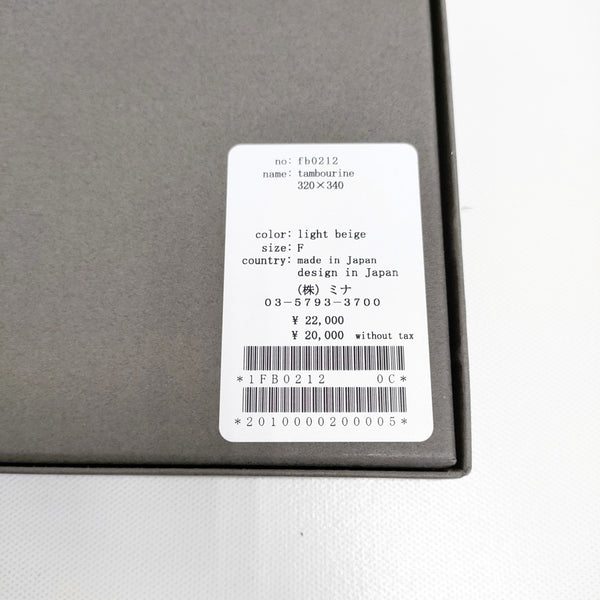 no: fb0212
name: tambourine
320×340
color: light beige
size: F
country: made in Japan
design in Japan
(株) ミナ
03-5793-3700
¥ 22,000
¥ 20,000 without tax
*1FB0212 0C*
*2010000200005*